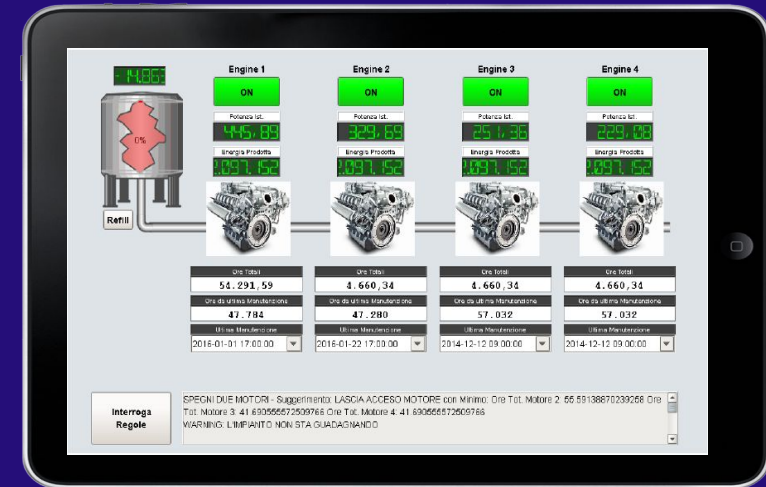 Engine 1 Engine 2 Engine 3 Engine 4
-14.863
ON ON ON ON
Potenza Ist. Potenza Ist. Potenza Ist. Potenza Ist.
445,89 329,69 251,36 229,08
Energia Prodotta Energia Prodotta Energia Prodotta Energia Prodotta
2.097.152 2.097.152 2.097.152 2.097.152
0%
Refill
Ore Totali Ore Totali Ore Totali Ore Totali
54.291,59 4.660,34 4.660,34 4.660,34
Ore da ultima Manutenzione Ore da ultima Manutenzione Ore da ultima Manutenzione Ore da ultima Manutenzione
47.784 47.280 57.032 57.032
Ultima Manutenzione Ultima Manutenzione Ultima Manutenzione Ultima Manutenzione
2016-01-01 17:00:00 2016-01-22 17:00:00 2014-12-12 09:00:00 2014-12-12 09:00:00
Interroga
Regole
SPEGNI DUE MOTORI - Suggerimento: LASCIA ACCESO MOTORE con Minimo: Ore Tot. Motore 2: 55.59138870239258 Ore
Tot. Motore 3: 41.690555572509766 Ore Tot. Motore 4: 41.690555572509766
WARNING: L'IMPIANTO NON STA GUADAGNANDO